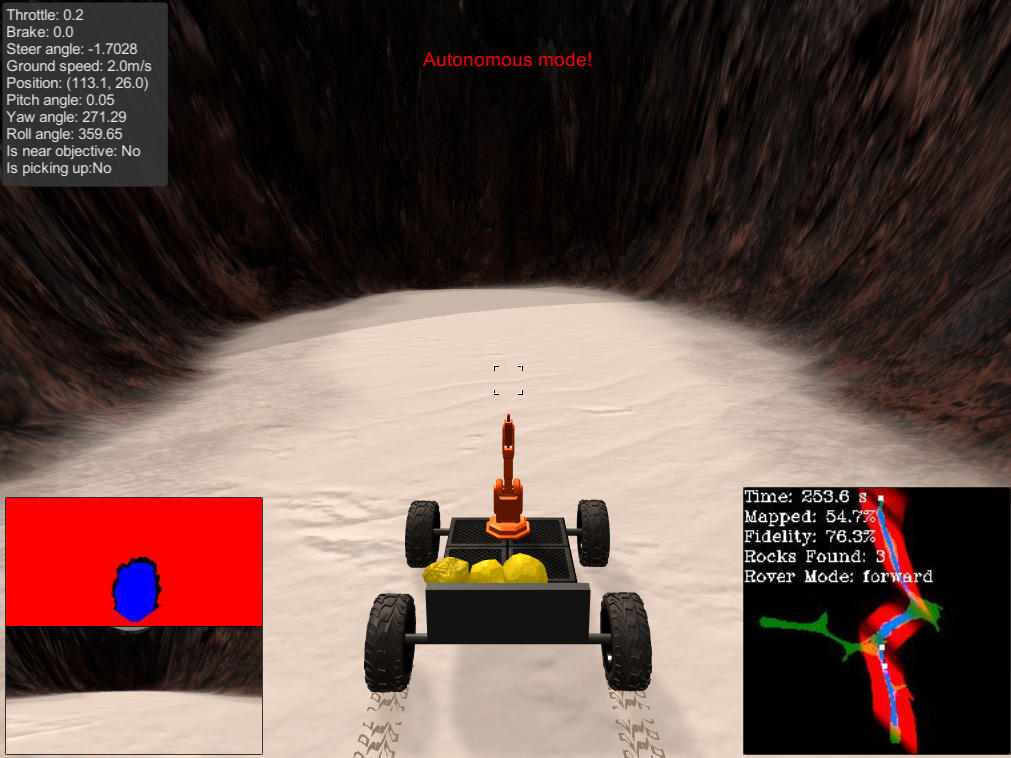 Throttle: 0.2
Brake: 0.0
Steer angle: -1.7028
Ground speed: 2.0m/s
Position: (113.1, 26.0)
Pitch angle: 0.05
Yaw angle: 271.29
Roll angle: 359.65
Is near objective: No
Is picking up:No
Autonomous mode!
Time: 253.6 s
Mapped: 54.7%
Fidelity: 76.3%
Rocks Found: 3
Rover Mode: forward